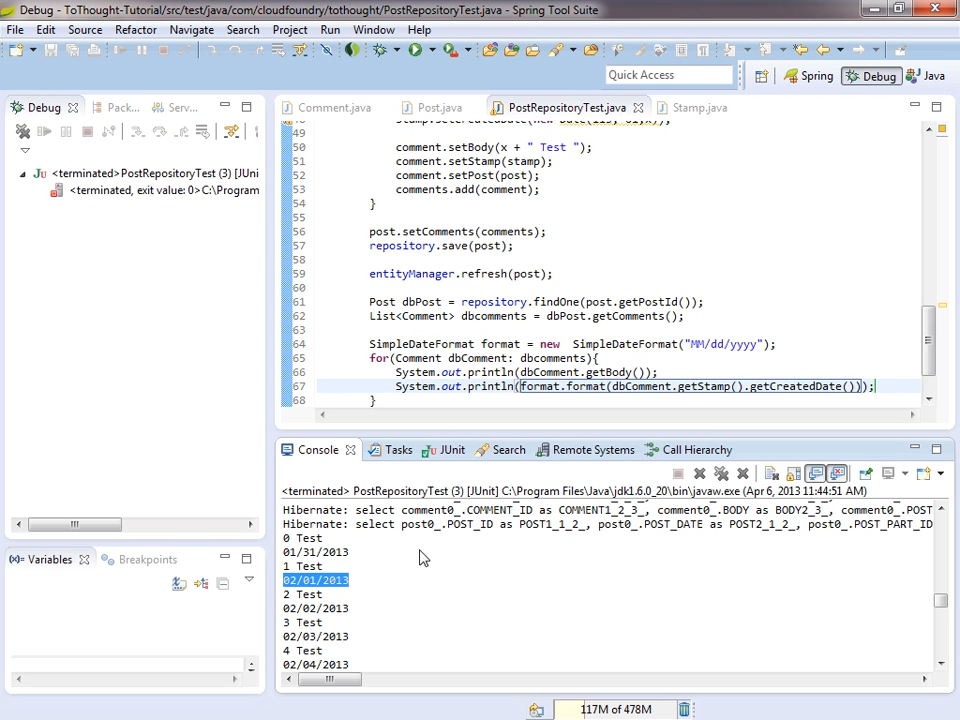 Debug - ToThought-Tutorial/src/test/java/com/cloudfoundry/tothought/PostRepositoryTest.java - Spring Tool Suite
File Edit Source Refactor Navigate Search Project Run Window Help
Quick Access
Spring Debug Java
Debug Pack... Serv...
<terminated>PostRepositoryTest (3) [JUni
<terminated, exit value: 0>C:\Program
Comment.java Post.java PostRepositoryTest.java Stamp.java
49
50 comment.setBody(x + " Test ");
51 comment.setStamp(stamp);
52 comment.setPost(post);
53 comments.add(comment);
54 }
55
56 post.setComments(comments);
57 repository.save(post);
58
59 entityManager.refresh(post);
60
61 Post dbPost = repository.findOne(post.getPostId());
62 List<Comment> dbcomments = dbPost.getComments();
63
64 SimpleDateFormat format = new  SimpleDateFormat("MM/dd/yyyy");
65 for(Comment dbComment: dbcomments){
66 System.out.println(dbComment.getBody());
67 System.out.println(format.format(dbComment.getStamp().getCreatedDate()));
68 }
Variables Breakpoints
Console Tasks JUnit Search Remote Systems Call Hierarchy
<terminated> PostRepositoryTest (3) [JUnit] C:\Program Files\Java\jdk1.6.0_20\bin\javaw.exe (Apr 6, 2013 11:44:51 AM)
Hibernate: select comment0_.COMMENT_ID as COMMENT1_2_3_, comment0_.BODY as BODY2_3_, comment0_.POST
Hibernate: select post0_.POST_ID as POST1_1_2_, post0_.POST_DATE as POST2_1_2_, post0_.POST_PART_ID
0 Test
01/31/2013
1 Test
02/01/2013
2 Test
02/02/2013
3 Test
02/03/2013
4 Test
02/04/2013
117M of 478M